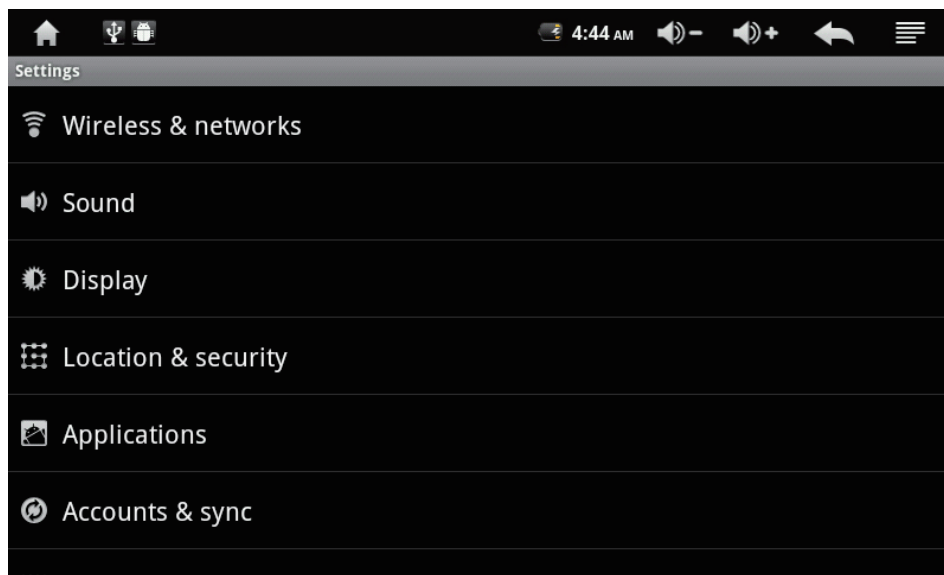 4:44 AM
Settings
Wireless & networks
Sound
Display
Location & security
Applications
Accounts & sync